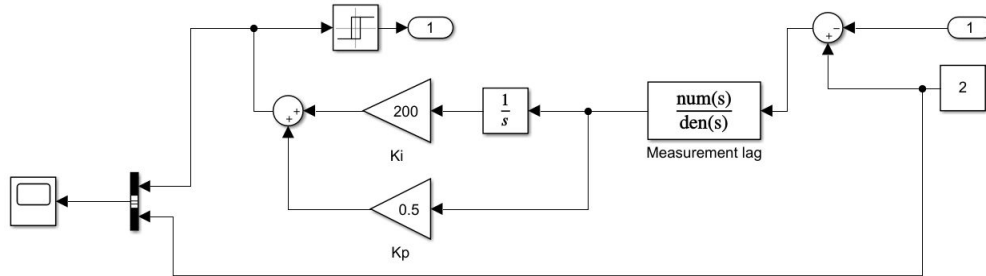 1
+
−
1
2
num(s)
den(s)
Measurement lag
1
s
200
+
+
Ki
0.5
Kp